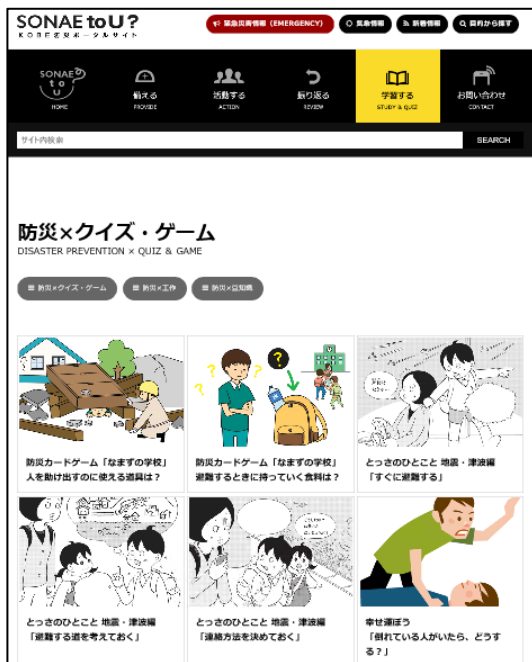 SONAE toU?
KOBE防災ポータルサイト
緊急災害情報（EMERGENCY）
気象情報
新着情報
目的から探す
SONAE
to
U
HOME
備える
PROVIDE
活動する
ACTION
振り返る
REVIEW
学習する
STUDY & QUIZ
お問い合わせ
CONTACT
サイト内検索
SEARCH
防災×クイズ・ゲーム
DISASTER PREVENTION × QUIZ & GAME
防災×クイズ・ゲーム
防災×工作
防災×豆知識
防災カードゲーム「なまずの学校」
人を助け出すのに使える道具は？
防災カードゲーム「なまずの学校」
避難するときに持っていく食料は？
とっさのひとこと 地震・津波編
「すぐに避難する」
とっさのひとこと 地震・津波編
「避難する道を考えておく」
とっさのひとこと 地震・津波編
「連絡方法を決めておく」
幸せ運ぼう
「倒れている人がいたら、どうす
る？」